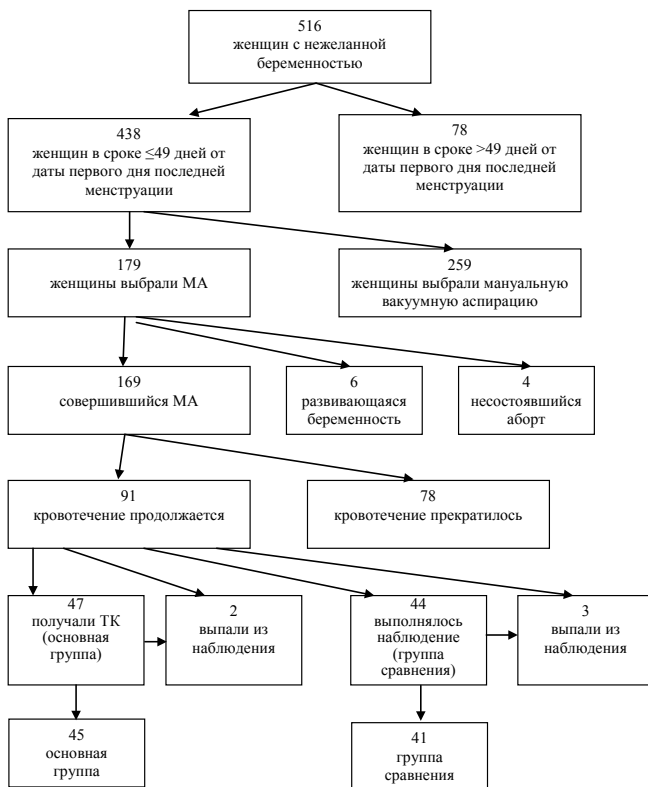 516
женщин с нежеланной
беременностью
438
женщин в сроке ≤49 дней от
даты первого дня последней
менструации
78
женщин в сроке >49 дней от
даты первого дня последней
менструации
179
женщины выбрали МА
259
женщины выбрали мануальную
вакуумную аспирацию
169
совершившийся МА
6
развивающаяся
беременность
4
несостоявшийся
аборт
91
кровотечение продолжается
78
кровотечение прекратилось
47
получали ТК
(основная
группа)
2
выпали из
наблюдения
44
выполнялось
наблюдение
(группа
сравнения)
3
выпали из
наблюдения
45
основная
группа
41
группа
сравнения